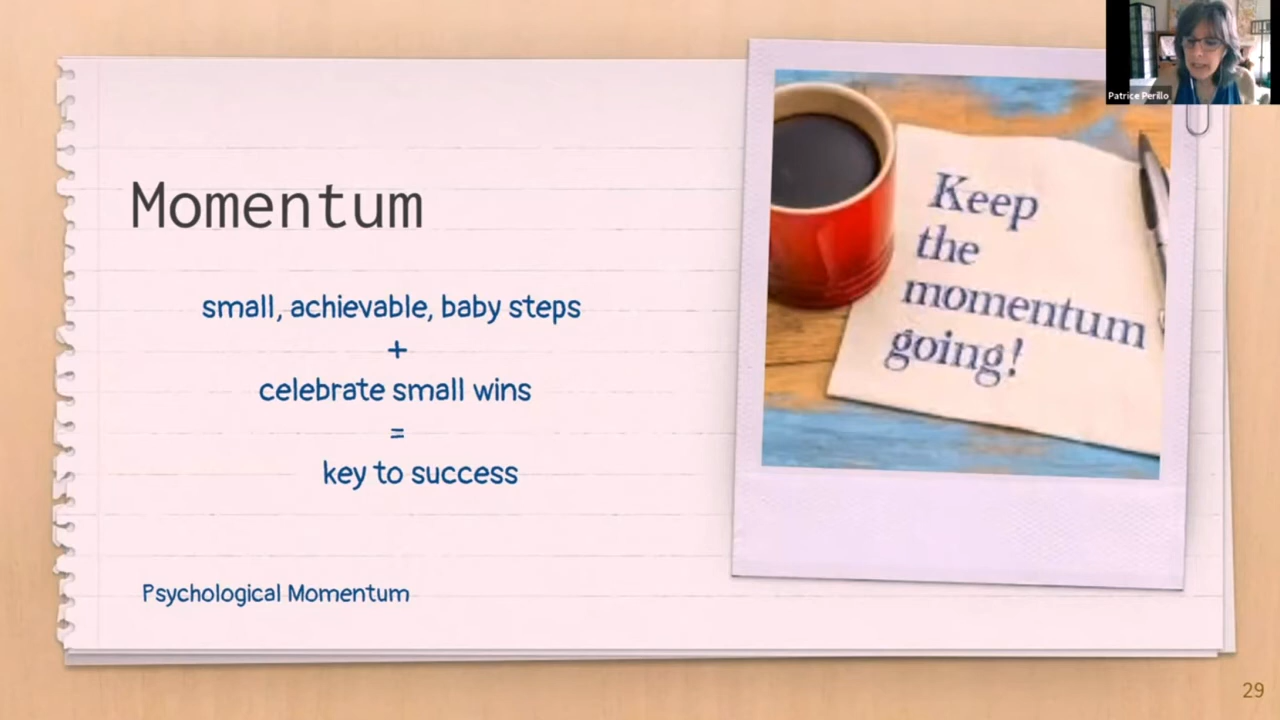 Momentum
small, achievable, baby steps
+
celebrate small wins
=
key to success
Psychological Momentum
Keep
the
momentum
going!
Patrice Perillo
29